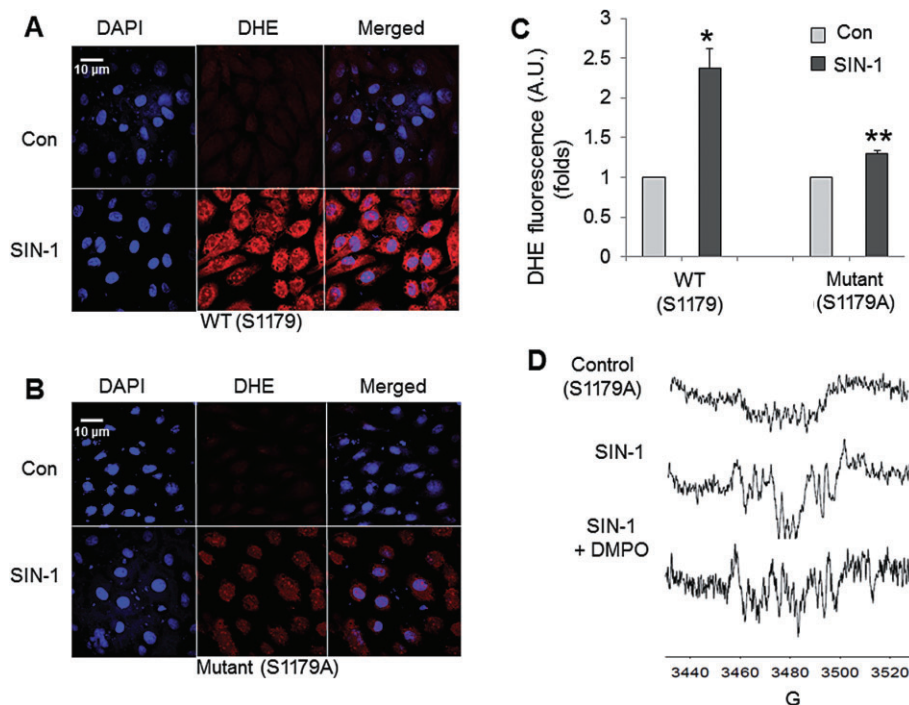 A
DAPI DHE Merged
10 µm
Con
SIN-1
WT (S1179)
B
DAPI DHE Merged
10 µm
Con
SIN-1
Mutant (S1179A)
C
DHE fluorescence (A.U.)
(folds)
3
2.5
2
1.5
1
0.5
0
*
**
Con
SIN-1
WT
(S1179)
Mutant
(S1179A)
D
Control
(S1179A)
SIN-1
SIN-1
+ DMPO
3440 3460 3480 3500 3520
G